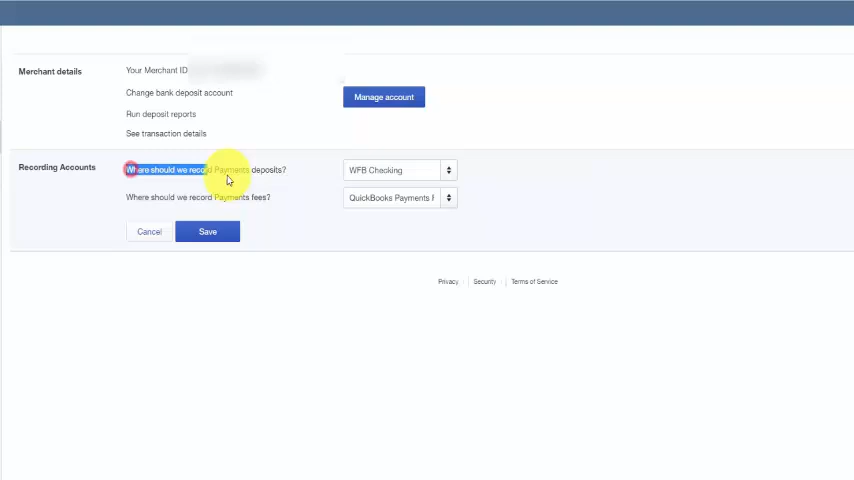 Merchant details
Your Merchant ID
Change bank deposit account
Manage account
Run deposit reports
See transaction details
Recording Accounts
Where should we record Payments deposits?
WFB Checking
Where should we record Payments fees?
QuickBooks Payments F
Cancel
Save
Privacy
Security
Terms of Service